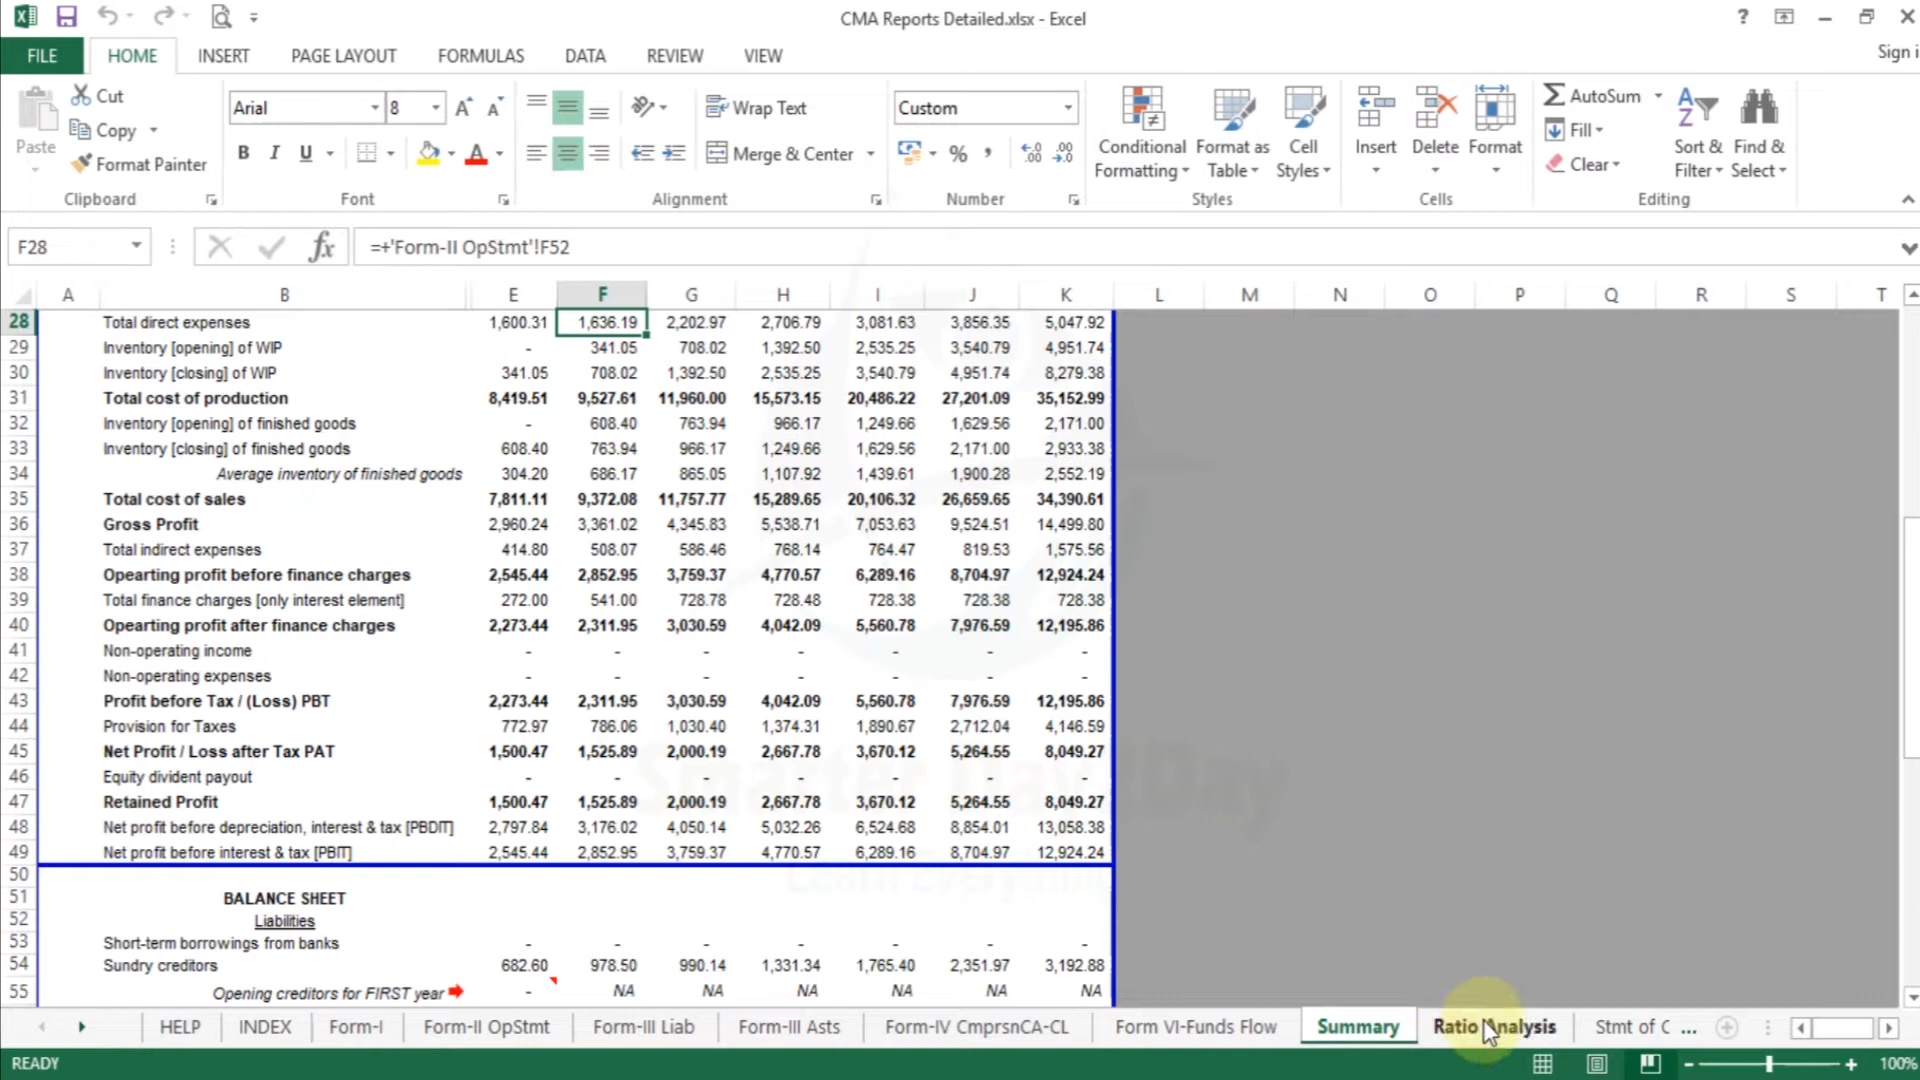 CMA Reports Detailed.xlsx - Excel
FILE HOME INSERT PAGE LAYOUT FORMULAS DATA REVIEW VIEW
Paste Cut Copy Format Painter Clipboard
Arial 8 B I U Font
Wrap Text Merge & Center Alignment
Custom % Number
Conditional Formatting Format as Table Cell Styles Styles
Insert Delete Format Cells
AutoSum Fill Clear Sort & Filter Find & Select Editing
F28 fx =+'Form-II OpStmt'!F52
A B E F G H I J K L M N O P Q R S T
28 Total direct expenses 1,600.31 1,636.19 2,202.97 2,706.79 3,081.63 3,856.35 5,047.92
29 Inventory [opening] of WIP - 341.05 708.02 1,392.50 2,535.25 3,540.79 4,951.74
30 Inventory [closing] of WIP 341.05 708.02 1,392.50 2,535.25 3,540.79 4,951.74 8,279.38
31 Total cost of production 8,419.51 9,527.61 11,960.00 15,573.15 20,486.22 27,201.09 35,152.99
32 Inventory [opening] of finished goods - 608.40 763.94 966.17 1,249.66 1,629.56 2,171.00
33 Inventory [closing] of finished goods 608.40 763.94 966.17 1,249.66 1,629.56 2,171.00 2,933.38
34 Average inventory of finished goods 304.20 686.17 865.05 1,107.92 1,439.61 1,900.28 2,552.19
35 Total cost of sales 7,811.11 9,372.08 11,757.77 15,289.65 20,106.32 26,659.65 34,390.61
36 Gross Profit 2,960.24 3,361.02 4,345.83 5,538.71 7,053.63 9,524.51 14,499.80
37 Total indirect expenses 414.80 508.07 586.46 768.14 764.47 819.53 1,575.56
38 Opearting profit before finance charges 2,545.44 2,852.95 3,759.37 4,770.57 6,289.16 8,704.97 12,924.24
39 Total finance charges [only interest element] 272.00 541.00 728.78 728.48 728.38 728.38 728.38
40 Opearting profit after finance charges 2,273.44 2,311.95 3,030.59 4,042.09 5,560.78 7,976.59 12,195.86
41 Non-operating income - - - - - - -
42 Non-operating expenses - - - - - - -
43 Profit before Tax / (Loss) PBT 2,273.44 2,311.95 3,030.59 4,042.09 5,560.78 7,976.59 12,195.86
44 Provision for Taxes 772.97 786.06 1,030.40 1,374.31 1,890.67 2,712.04 4,146.59
45 Net Profit / Loss after Tax PAT 1,500.47 1,525.89 2,000.19 2,667.78 3,670.12 5,264.55 8,049.27
46 Equity divident payout - - - - - - -
47 Retained Profit 1,500.47 1,525.89 2,000.19 2,667.78 3,670.12 5,264.55 8,049.27
48 Net profit before depreciation, interest & tax [PBDIT] 2,797.84 3,176.02 4,050.14 5,032.26 6,524.68 8,854.01 13,058.38
49 Net profit before interest & tax [PBIT] 2,545.44 2,852.95 3,759.37 4,770.57 6,289.16 8,704.97 12,924.24
50
51 BALANCE SHEET
52 Liabilities
53 Short-term borrowings from banks - - - - - - -
54 Sundry creditors 682.60 978.50 990.14 1,331.34 1,765.40 2,351.97 3,192.88
55 Opening creditors for FIRST year - NA NA NA NA NA NA
HELP INDEX Form-I Form-II OpStmt Form-III Liab Form-III Asts Form-IV CmprsnCA-CL Form VI-Funds Flow Summary Ratio Analysis Stmt of C ...
READY 100%
Sign i